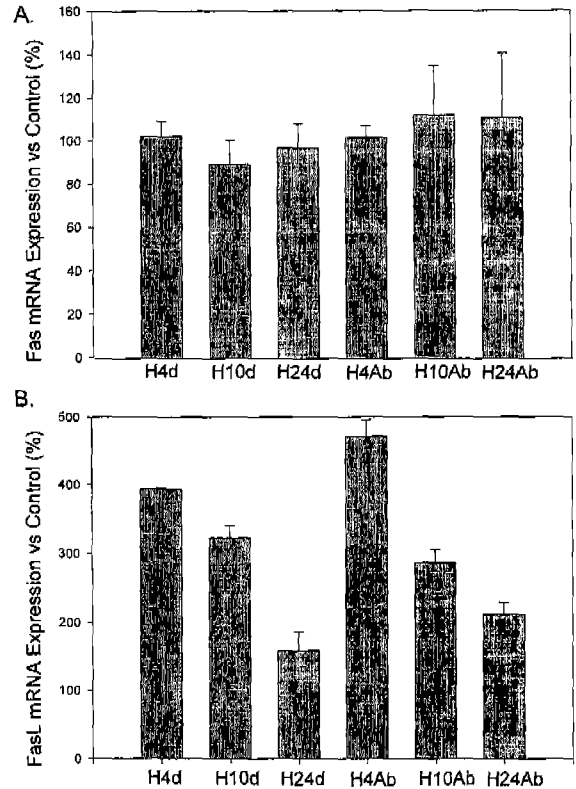 A.
Fas mRNA Expression vs Control (%)
160
140
120
100
80
60
40
20
0
H4d H10d H24d H4Ab H10Ab H24Ab
B.
FasL mRNA Expression vs Control (%)
500
400
300
200
100
0
H4d H10d H24d H4Ab H10Ab H24Ab